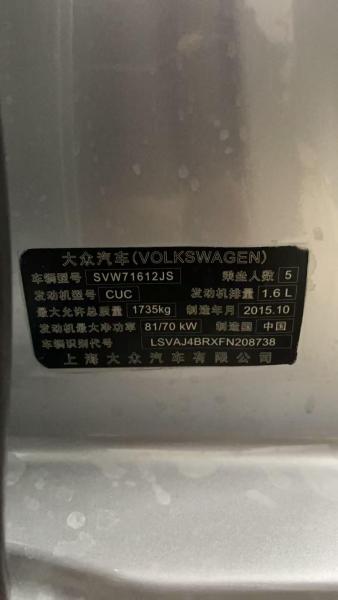 大众汽车(VOLKSWAGEN)
车辆型号 SVW71612JS 乘坐人数 5
发动机型号 CUC 发动机排量 1.6 L
最大允许总质量 1735kg 制造年月 2015.10
发动机最大净功率 81/70 kW 制造国 中国
车辆识别代号 LSVAJ4BRXFN208738
上海大众汽车有限公司